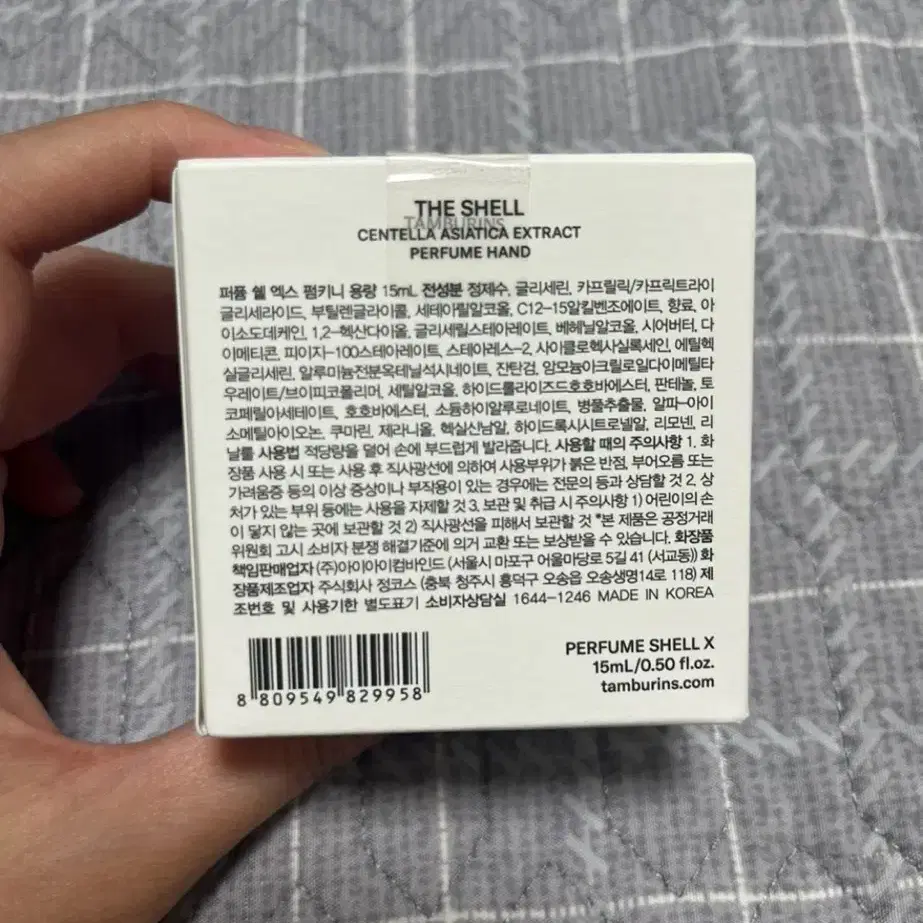 THE SHELL
TAMBURINS
CENTELLA ASIATICA EXTRACT
PERFUME HAND
퍼퓸 쉘 엑스 펌키니 용량 15mL 전성분 정제수, 글리세린, 카프릴릭/카프릭트라이
글리세라이드, 부틸렌글라이콜, 세테아릴알코올, C12-15알킬벤조에이트, 향료, 아
이소도데케인, 1,2-헥산다이올, 글리세릴스테아레이트, 베헤닐알코올, 시어버터, 다
이메티콘, 피이지-100스테아레이트, 스테아레스-2, 사이클로헥사실록세인, 에틸헥
실글리세린, 알루미늄전분옥테닐석시네이트, 잔탄검, 암모늄아크릴로일다이메틸타
우레이트/브이피코폴리머, 세틸알코올, 하이드롤라이즈드호호바에스터, 판테놀, 토
코페릴아세테이트, 호호바에스터, 소듐하이알루로네이트, 병풀추출물, 알파-아이
소메틸아이오논, 쿠마린, 제라니올, 헥실신남알, 하이드록시시트로넬알, 리모넨, 리
날룰 사용법 적당량을 덜어 손에 부드럽게 발라줍니다. 사용할 때의 주의사항 1. 화
장품 사용 시 또는 사용 후 직사광선에 의하여 사용부위가 붉은 반점, 부어오름 또는
가려움증 등의 이상 증상이나 부작용이 있는 경우에는 전문의 등과 상담할 것 2. 상
처가 있는 부위 등에는 사용을 자제할 것 3. 보관 및 취급 시 주의사항 1) 어린이의 손
이 닿지 않는 곳에 보관할 것 2) 직사광선을 피해서 보관할 것 *본 제품은 공정거래
위원회 고시 소비자 분쟁 해결기준에 의거 교환 또는 보상받을 수 있습니다. 화장품
책임판매업자 (주)아이아이컴바인드 (서울시 마포구 어울마당로 5길 41 (서교동)) 화
장품제조업자 주식회사 정코스 (충북 청주시 흥덕구 오송읍 오송생명14로 118) 제
조번호 및 사용기한 별도표기 소비자상담실 1644-1246 MADE IN KOREA
PERFUME SHELL X
15mL/0.50 fl.oz.
tamburins.com
8 809549 829958